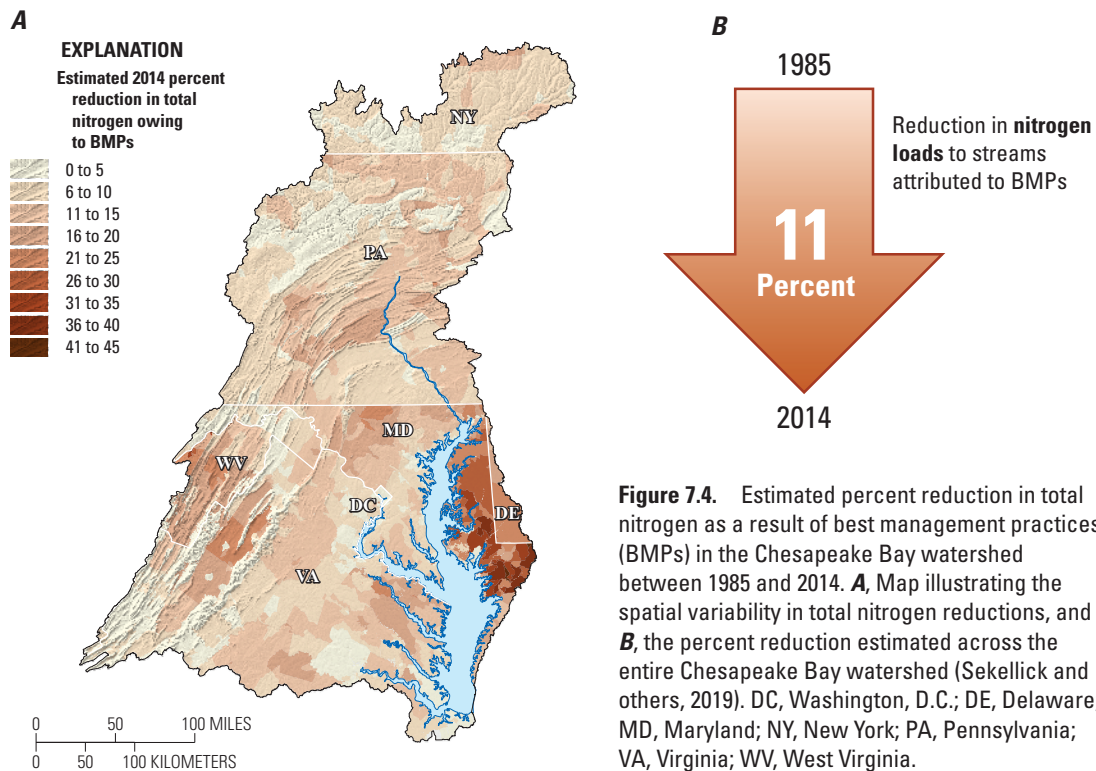 A
EXPLANATION
Estimated 2014 percent
reduction in total
nitrogen owing
to BMPs
0 to 5
6 to 10
11 to 15
16 to 20
21 to 25
26 to 30
31 to 35
36 to 40
41 to 45
NY
PA
MD
WV
DC
DE
VA
0 50 100 MILES
0 50 100 KILOMETERS
B
1985
Reduction in nitrogen
loads to streams
attributed to BMPs
11
Percent
2014
Figure 7.4. Estimated percent reduction in total
nitrogen as a result of best management practices
(BMPs) in the Chesapeake Bay watershed
between 1985 and 2014. A, Map illustrating the
spatial variability in total nitrogen reductions, and
B, the percent reduction estimated across the
entire Chesapeake Bay watershed (Sekellick and
others, 2019). DC, Washington, D.C.; DE, Delaware;
MD, Maryland; NY, New York; PA, Pennsylvania;
VA, Virginia; WV, West Virginia.